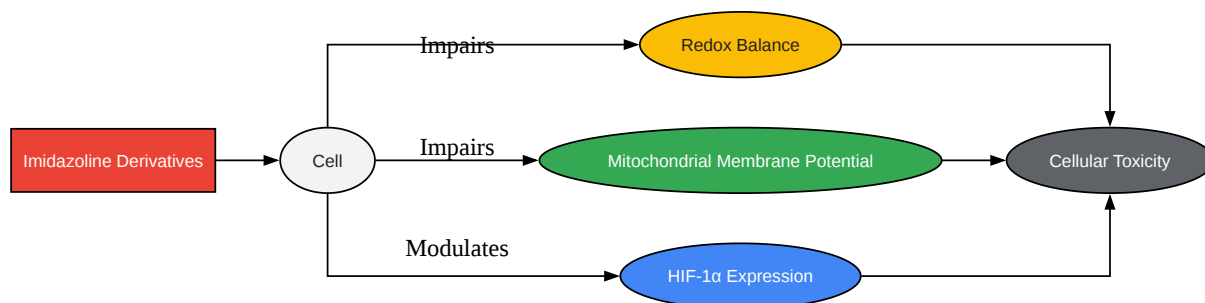 Impairs
Redox Balance
Imidazoline Derivatives
Cell
Impairs
Mitochondrial Membrane Potential
Cellular Toxicity
Modulates
HIF-1α Expression